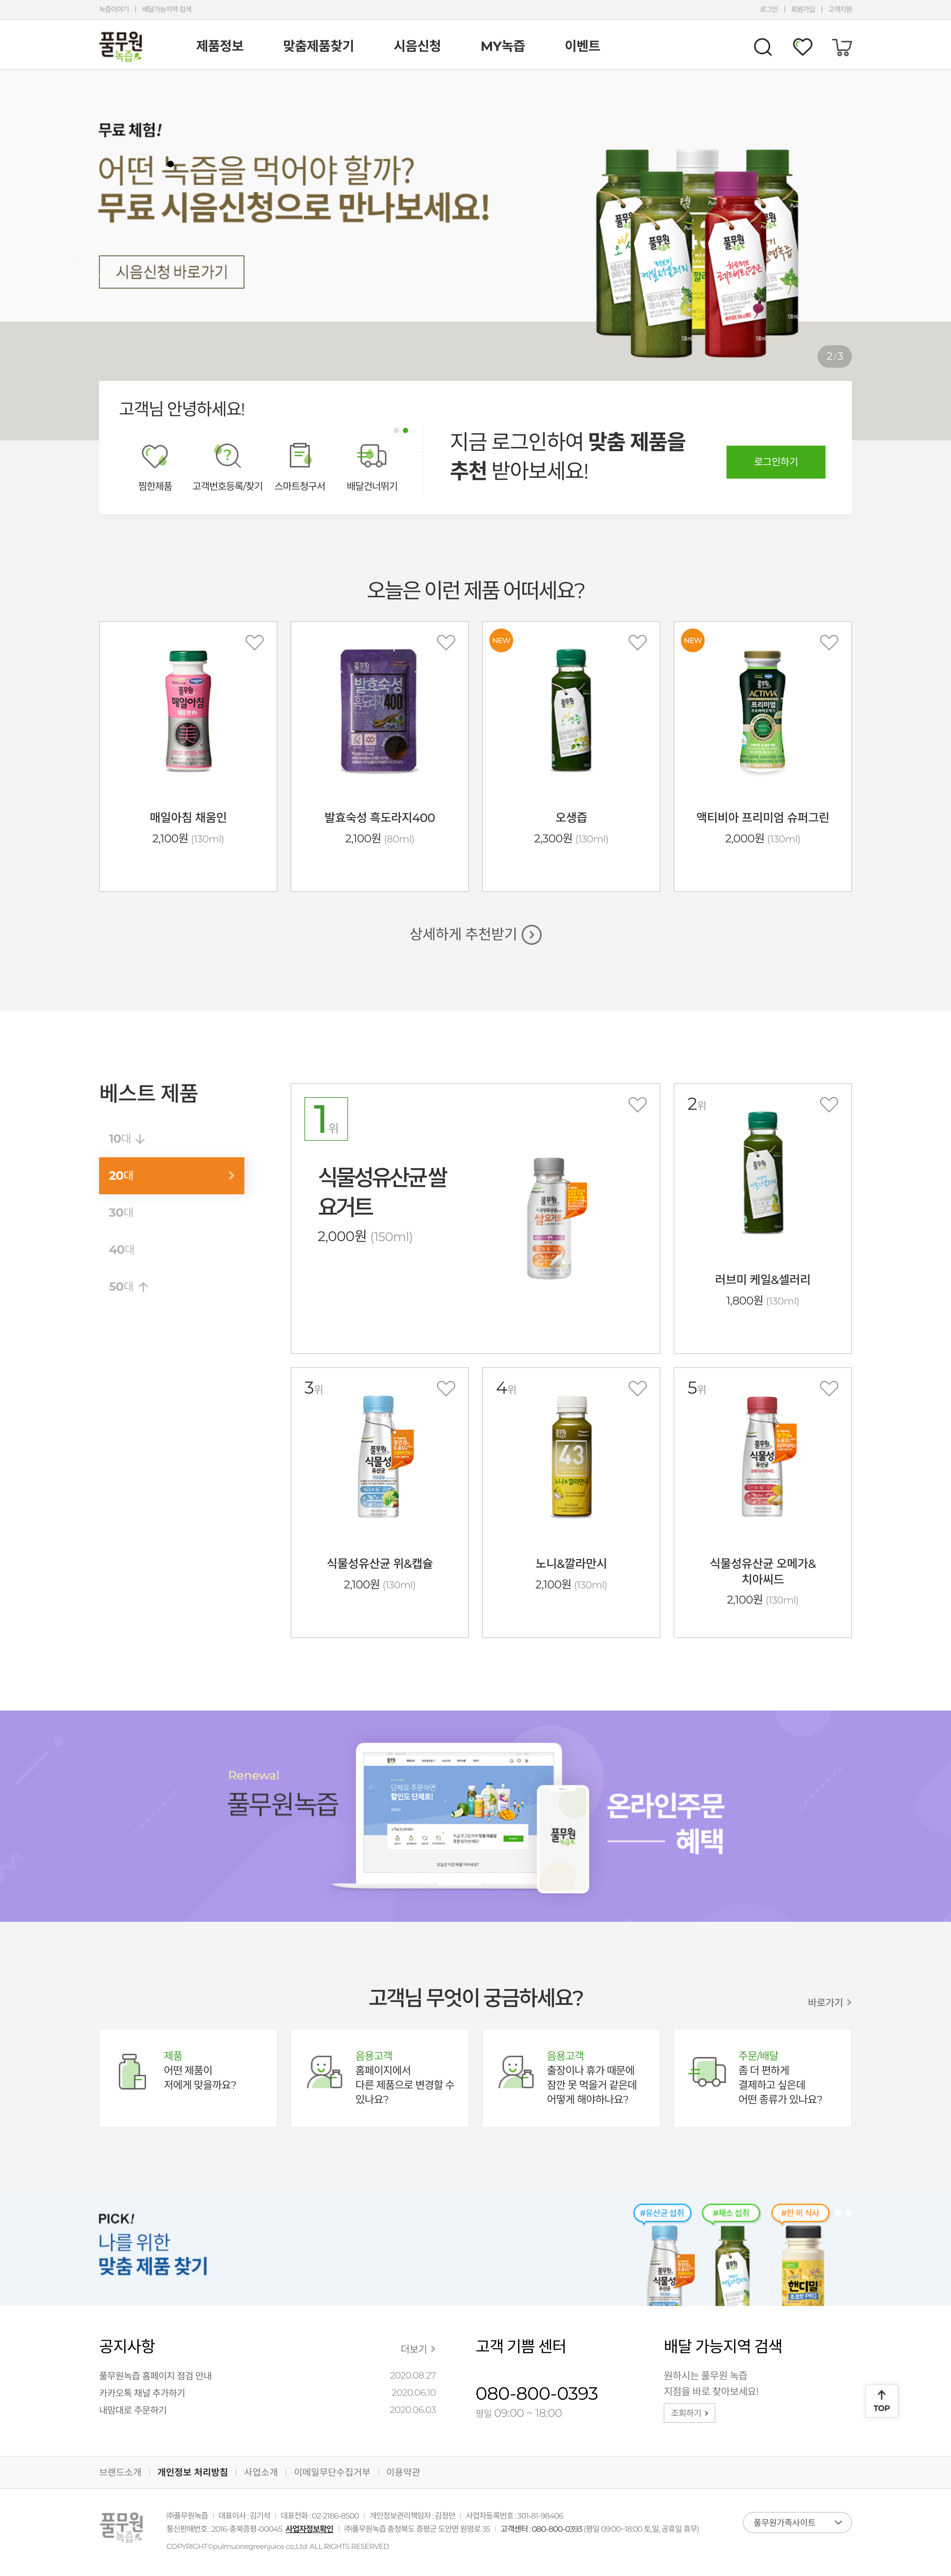 녹즙이야기 | 배달가능지역 검색
로그인 | 회원가입 | 고객지원
풀무원 녹즙
제품정보 맞춤제품찾기 시음신청 MY녹즙 이벤트
무료 체험!
어떤 녹즙을 먹어야 할까?
무료 시음신청으로 만나보세요!
시음신청 바로가기
2/3
고객님 안녕하세요!
찜한제품 고객번호등록/찾기 스마트청구서 배달건너뛰기
지금 로그인하여 맞춤 제품을
추천 받아보세요!
로그인하기
오늘은 이런 제품 어떠세요?
매일아침 채움인
2,100원 (130ml)
발효숙성 흑도라지400
2,100원 (80ml)
NEW
오생즙
2,300원 (130ml)
NEW
액티비아 프리미엄 슈퍼그린
2,000원 (130ml)
상세하게 추천받기
베스트 제품
10대 ↓
20대
30대
40대
50대 ↑
1위
식물성유산균 쌀
요거트
2,000원 (150ml)
2위
러브미 케일&셀러리
1,800원 (130ml)
3위
식물성유산균 위&캡슐
2,100원 (130ml)
4위
노니&깔라만시
2,100원 (130ml)
5위
식물성유산균 오메가&
치아씨드
2,100원 (130ml)
Renewal
풀무원녹즙
단체로 주문하면
할인도 단체로!
풀무원
녹즙
온라인주문
혜택
고객님 무엇이 궁금하세요?
바로가기
제품
어떤 제품이
저에게 맞을까요?
음용고객
홈페이지에서
다른 제품으로 변경할 수
있나요?
음용고객
출장이나 휴가 때문에
잠깐 못 먹을거 같은데
어떻게 해야하나요?
주문/배달
좀 더 편하게
결제하고 싶은데
어떤 종류가 있나요?
PICK!
나를 위한
맞춤 제품 찾기
#유산균 섭취 #채소 섭취 #한 끼 식사
공지사항
더보기
풀무원녹즙 홈페이지 점검 안내 2020.08.27
카카오톡 채널 추가하기 2020.06.10
내맘대로 주문하기 2020.06.03
고객 기쁨 센터
080-800-0393
평일 09:00 ~ 18:00
배달 가능지역 검색
원하시는 풀무원 녹즙
지점을 바로 찾아보세요!
조회하기
TOP
브랜드소개 | 개인정보 처리방침 | 사업소개 | 이메일무단수집거부 | 이용약관
풀무원 녹즙
㈜풀무원녹즙 | 대표이사 : 김기석 | 대표전화 : 02-2186-8500 | 개인정보관리책임자 : 김정만 | 사업자등록번호 : 301-81-98406
통신판매번호 : 2016-충북증평-00045 사업자정보확인 | ㈜풀무원녹즙 충청북도 증평군 도안면 원명로 35 | 고객센터 : 080-800-0393 (평일 09:00~18:00 토,일, 공휴일 휴무)
COPYRIGHT©pulmuonegreenjuice co.,Ltd. ALL RIGHTS RESERVED
풀무원가족사이트